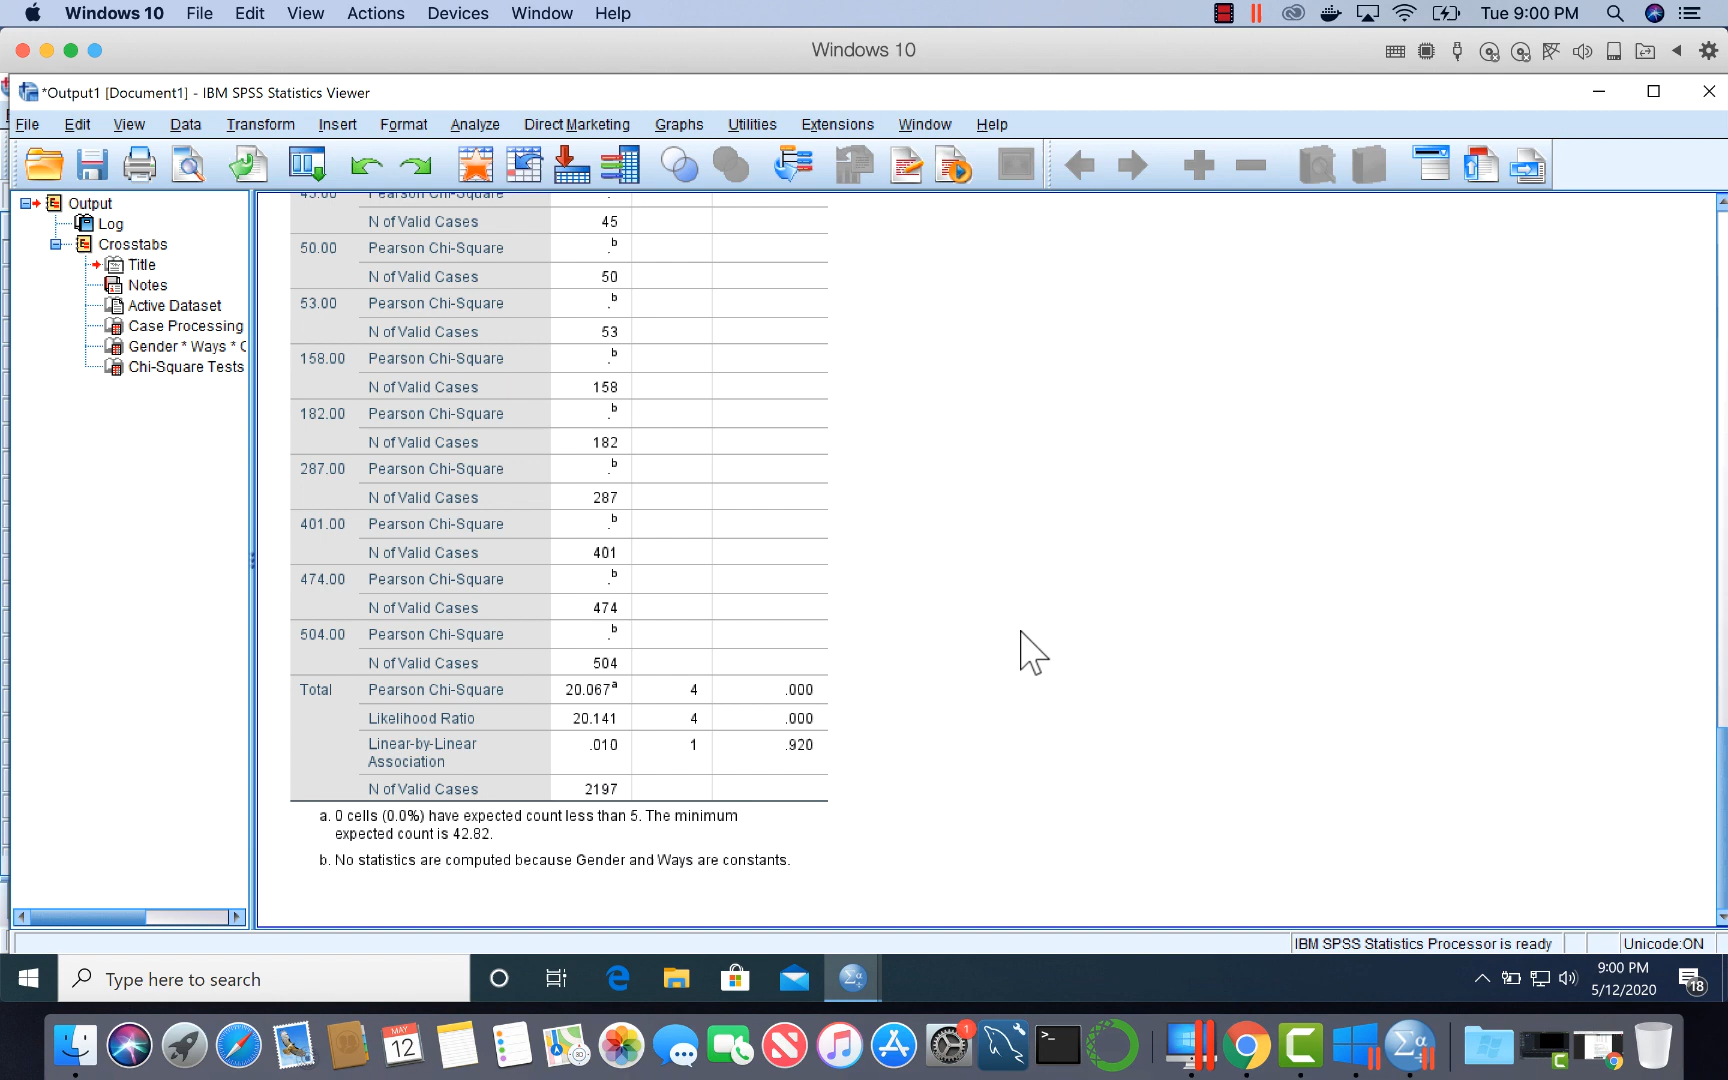 Windows 10 File Edit View Actions Devices Window Help Tue 9:00 PM
Windows 10
*Output1 [Document1] - IBM SPSS Statistics Viewer
File Edit View Data Transform Insert Format Analyze Direct Marketing Graphs Utilities Extensions Window Help
Output
Log
Crosstabs
Title
Notes
Active Dataset
Case Processing
Gender * Ways * C
Chi-Square Tests
45.00 Pearson Chi-Square .
N of Valid Cases 45
50.00 Pearson Chi-Square .b
N of Valid Cases 50
53.00 Pearson Chi-Square .b
N of Valid Cases 53
158.00 Pearson Chi-Square .b
N of Valid Cases 158
182.00 Pearson Chi-Square .b
N of Valid Cases 182
287.00 Pearson Chi-Square .b
N of Valid Cases 287
401.00 Pearson Chi-Square .b
N of Valid Cases 401
474.00 Pearson Chi-Square .b
N of Valid Cases 474
504.00 Pearson Chi-Square .b
N of Valid Cases 504
Total Pearson Chi-Square 20.067a 4 .000
Likelihood Ratio 20.141 4 .000
Linear-by-Linear .010 1 .920
Association
N of Valid Cases 2197
a. 0 cells (0.0%) have expected count less than 5. The minimum
expected count is 42.82.
b. No statistics are computed because Gender and Ways are constants.
IBM SPSS Statistics Processor is ready Unicode:ON
Type here to search
9:00 PM
5/12/2020
18
MAY
12
1